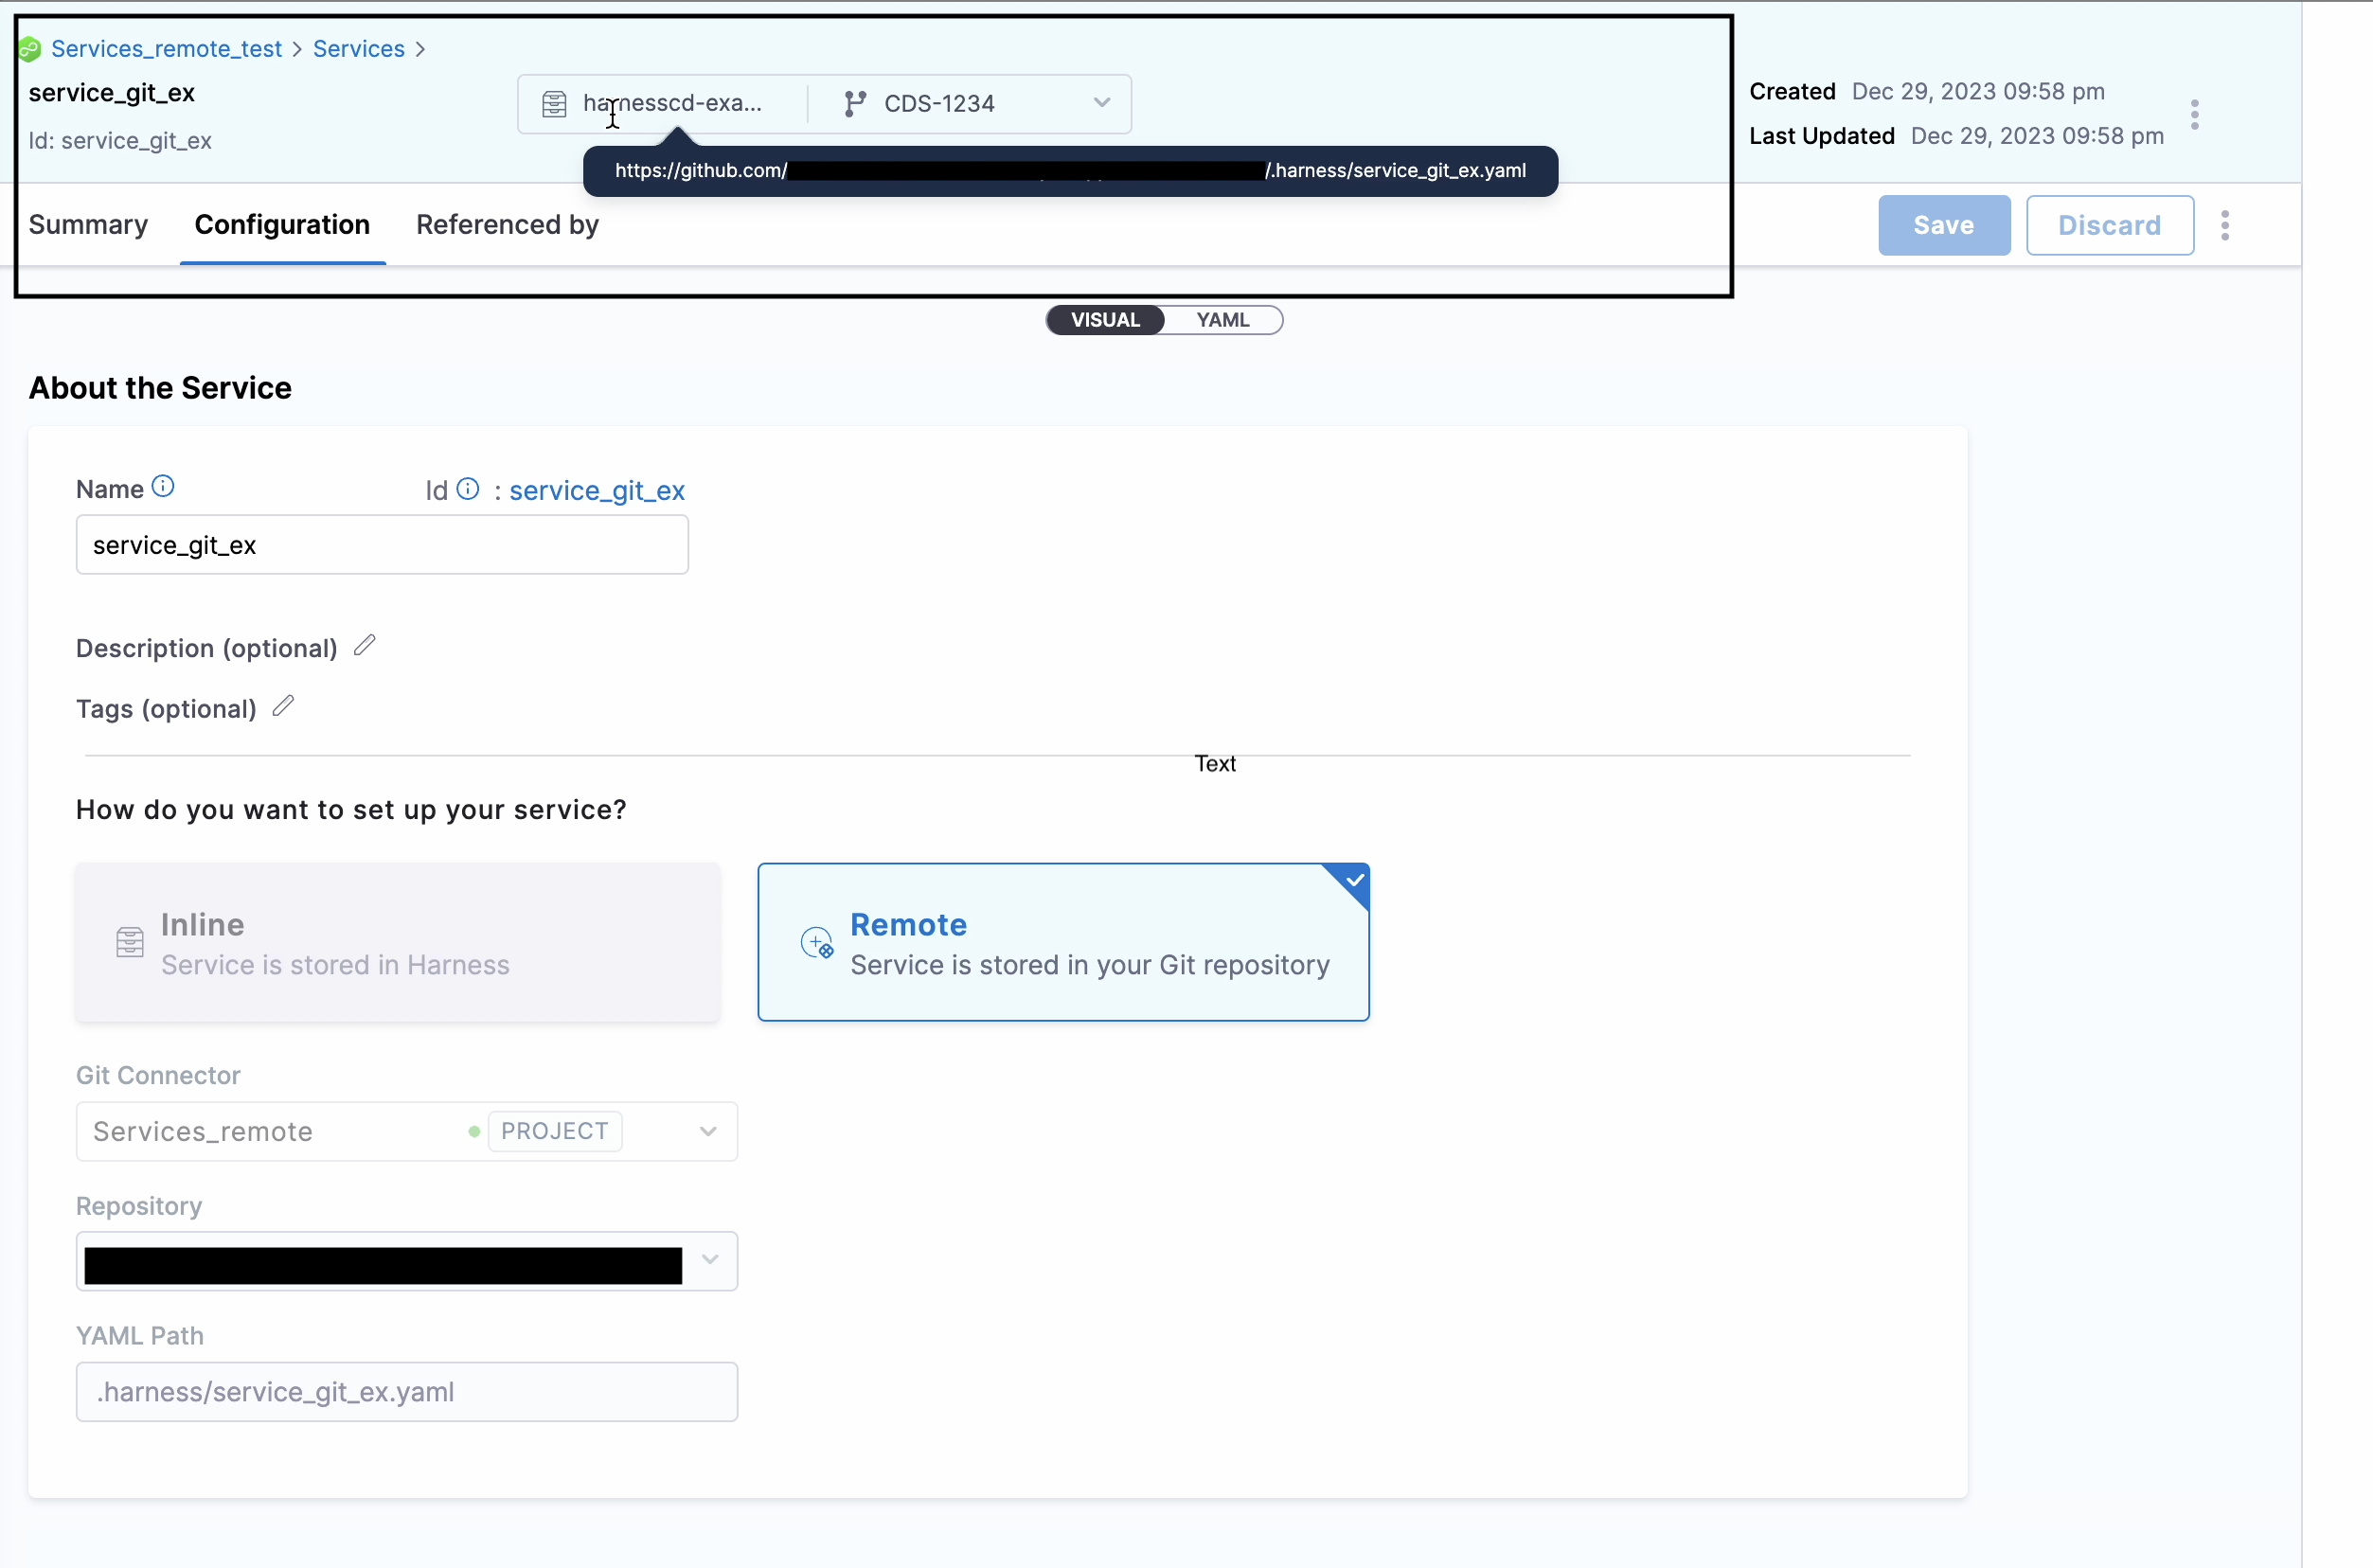 Services_remote_test > Services >
service_git_ex
Id: service_git_ex
harnesscd-exa...
CDS-1234
https://github.com/
/.harness/service_git_ex.yaml
Created Dec 29, 2023 09:58 pm
Last Updated Dec 29, 2023 09:58 pm
Summary Configuration Referenced by
Save Discard
VISUAL YAML
About the Service
Name Id : service_git_ex
service_git_ex
Description (optional)
Tags (optional)
Text
How do you want to set up your service?
Inline
Service is stored in Harness
Remote
Service is stored in your Git repository
Git Connector
Services_remote PROJECT
Repository
YAML Path
.harness/service_git_ex.yaml